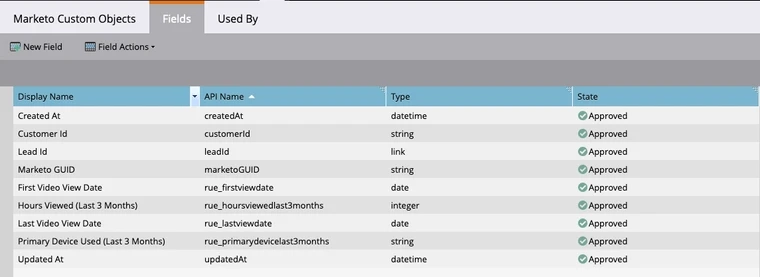 Marketo Custom Objects Fields Used By
New Field Field Actions
Display Name API Name Type State
Created At createdAt datetime Approved
Customer Id customerId string Approved
Lead Id leadId link Approved
Marketo GUID marketoGUID string Approved
First Video View Date rue_firstviewdate date Approved
Hours Viewed (Last 3 Months) rue_hoursviewedlast3months integer Approved
Last Video View Date rue_lastviewdate date Approved
Primary Device Used (Last 3 Months) rue_primarydevicelast3months string Approved
Updated At updatedAt datetime Approved